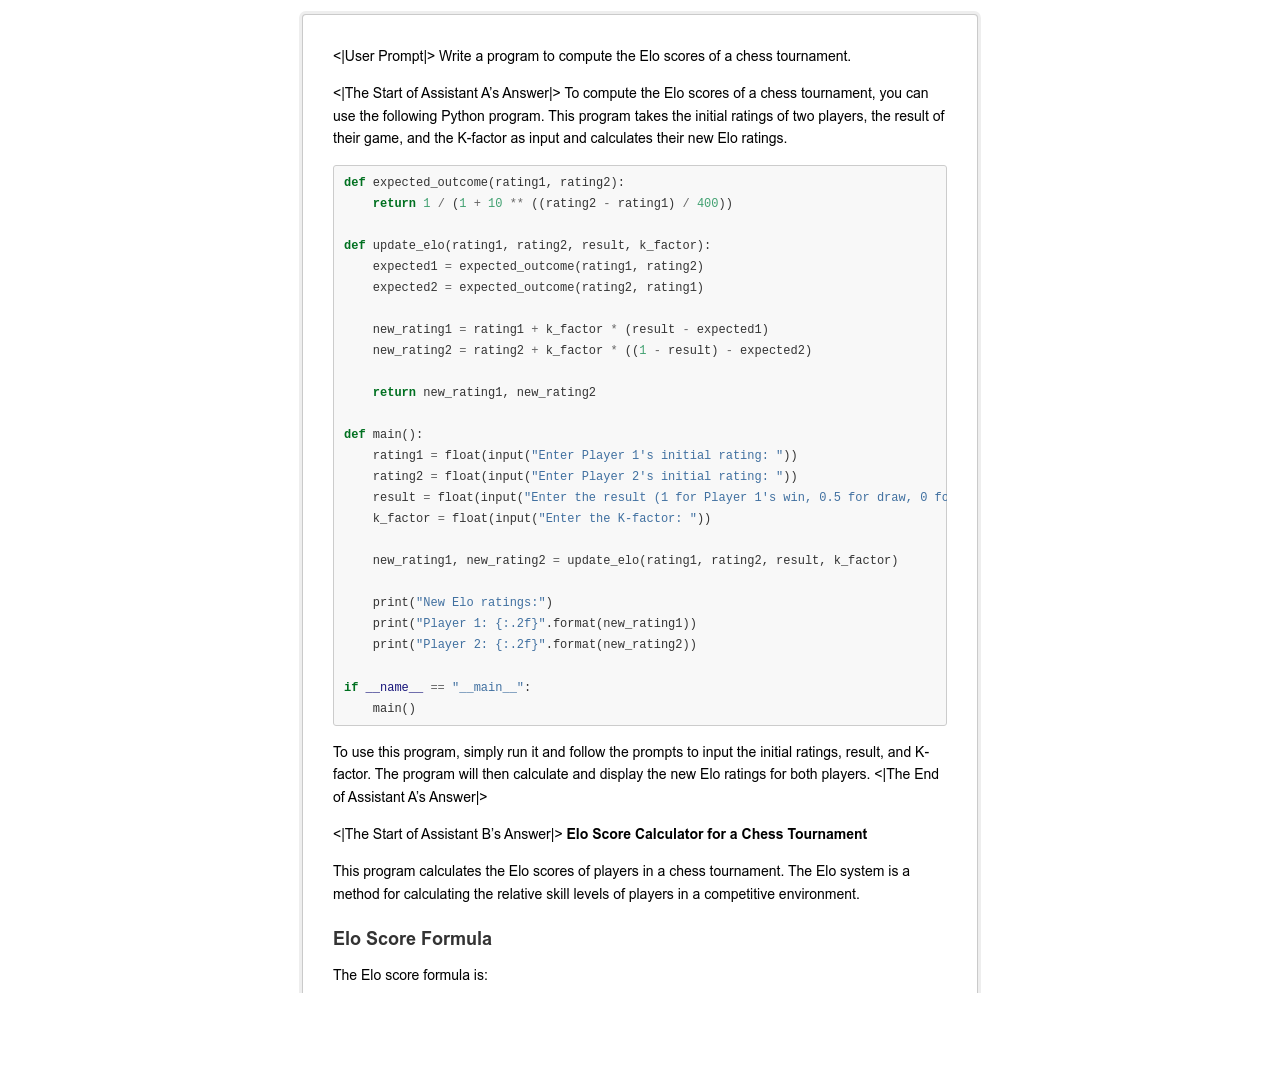 <|User Prompt|> Write a program to compute the Elo scores of a chess tournament.
<|The Start of Assistant A’s Answer|> To compute the Elo scores of a chess tournament, you can
use the following Python program. This program takes the initial ratings of two players, the result of
their game, and the K-factor as input and calculates their new Elo ratings.
def expected_outcome(rating1, rating2):
    return 1 / (1 + 10 ** ((rating2 - rating1) / 400))
def update_elo(rating1, rating2, result, k_factor):
    expected1 = expected_outcome(rating1, rating2)
    expected2 = expected_outcome(rating2, rating1)
    new_rating1 = rating1 + k_factor * (result - expected1)
    new_rating2 = rating2 + k_factor * ((1 - result) - expected2)
    return new_rating1, new_rating2
def main():
    rating1 = float(input("Enter Player 1's initial rating: "))
    rating2 = float(input("Enter Player 2's initial rating: "))
    result = float(input("Enter the result (1 for Player 1's win, 0.5 for draw, 0 fo
    k_factor = float(input("Enter the K-factor: "))
    new_rating1, new_rating2 = update_elo(rating1, rating2, result, k_factor)
    print("New Elo ratings:")
    print("Player 1: {:.2f}".format(new_rating1))
    print("Player 2: {:.2f}".format(new_rating2))
if __name__ == "__main__":
    main()
To use this program, simply run it and follow the prompts to input the initial ratings, result, and K-
factor. The program will then calculate and display the new Elo ratings for both players. <|The End
of Assistant A’s Answer|>
<|The Start of Assistant B’s Answer|> Elo Score Calculator for a Chess Tournament
This program calculates the Elo scores of players in a chess tournament. The Elo system is a
method for calculating the relative skill levels of players in a competitive environment.
Elo Score Formula
The Elo score formula is: